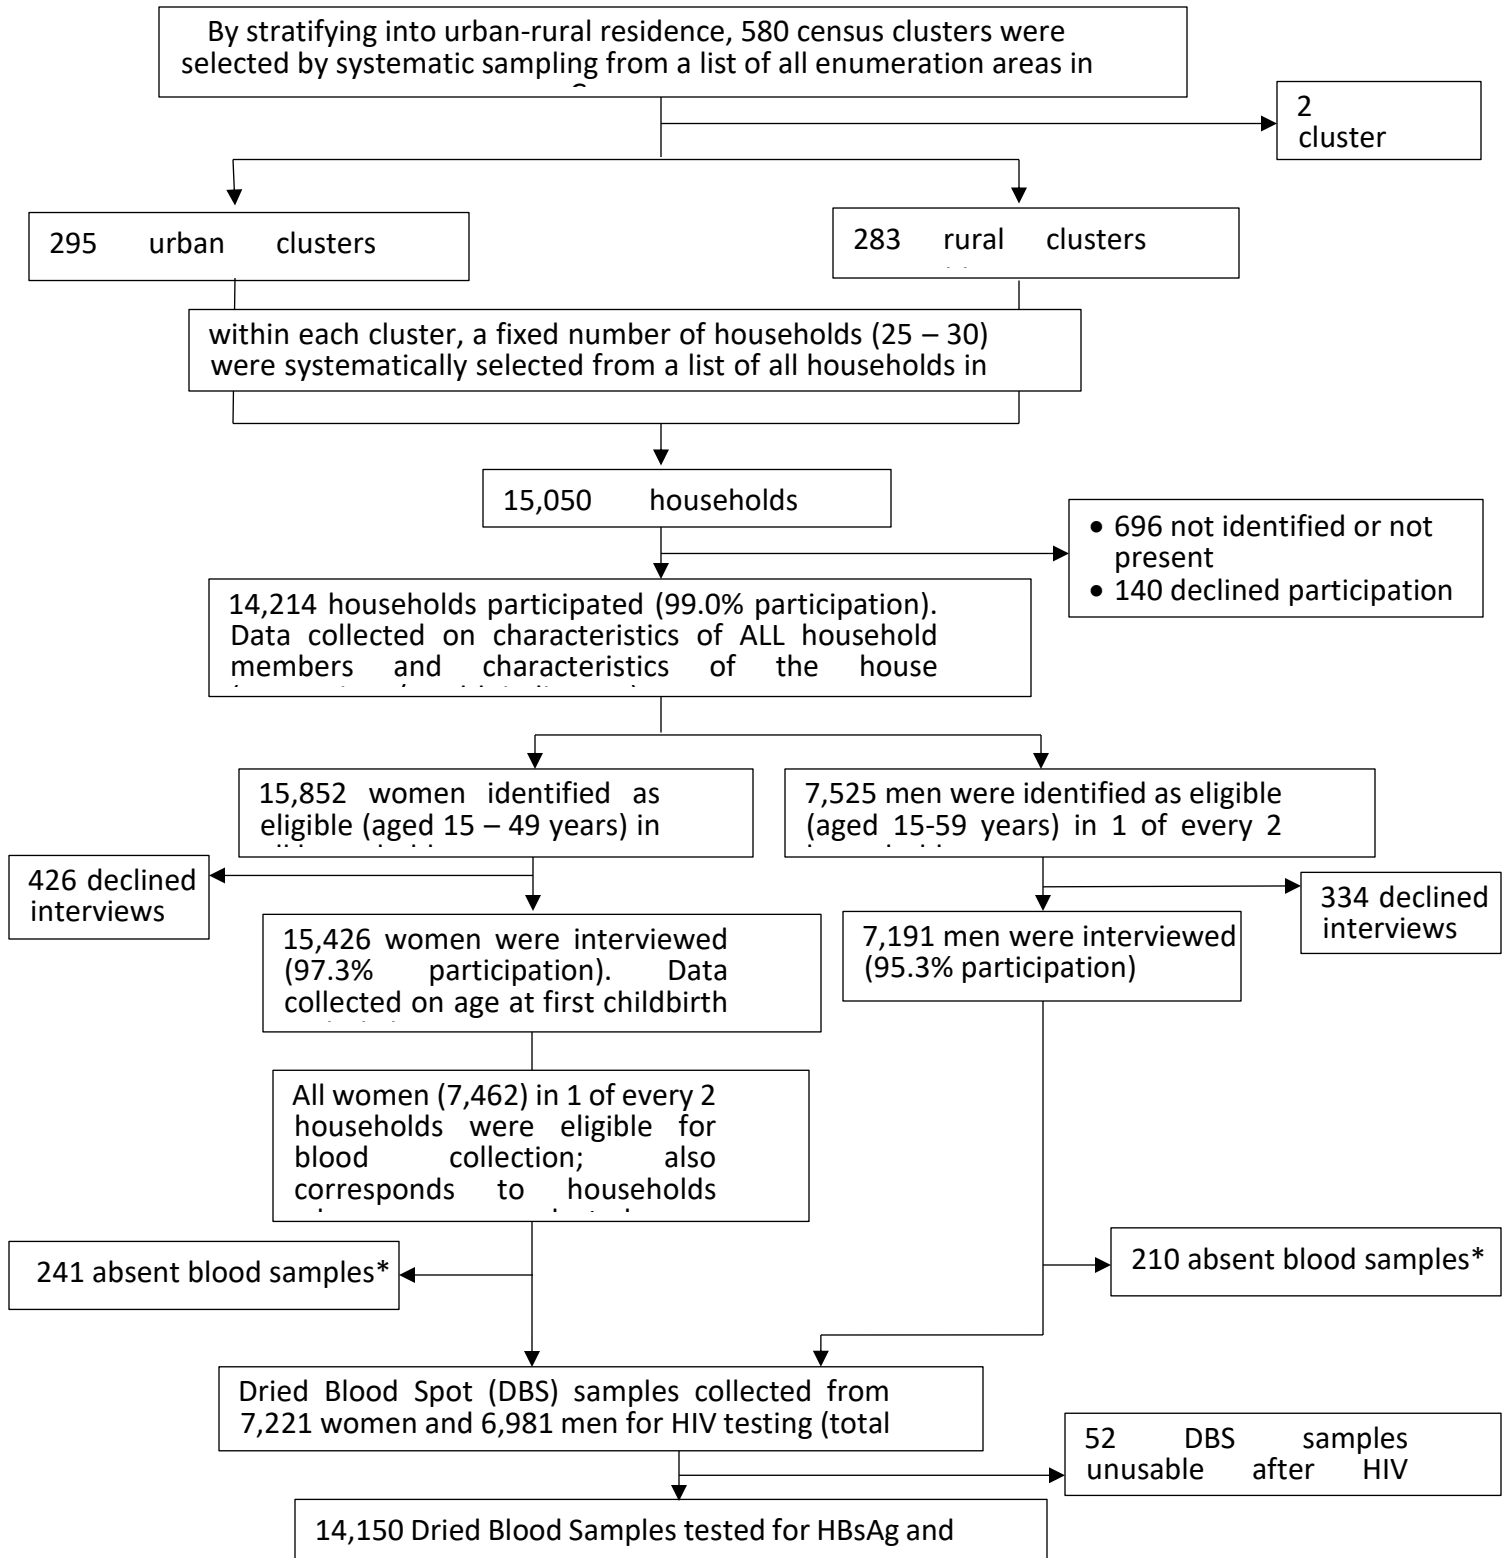 By stratifying into urban-rural residence, 580 census clusters were
selected by systematic sampling from a list of all enumeration areas in
2
cluster
295 urban clusters
283 rural clusters
within each cluster, a fixed number of households (25 – 30)
were systematically selected from a list of all households in
15,050 households
• 696 not identified or not
present
• 140 declined participation
14,214 households participated (99.0% participation).
Data collected on characteristics of ALL household
members and characteristics of the house
15,852 women identified as
eligible (aged 15 – 49 years) in
7,525 men were identified as eligible
(aged 15-59 years) in 1 of every 2
426 declined
interviews
334 declined
interviews
15,426 women were interviewed
(97.3% participation). Data
collected on age at first childbirth
7,191 men were interviewed
(95.3% participation)
All women (7,462) in 1 of every 2
households were eligible for
blood collection; also
corresponds to households
241 absent blood samples*
210 absent blood samples*
Dried Blood Spot (DBS) samples collected from
7,221 women and 6,981 men for HIV testing (total
52 DBS samples
unusable after HIV
14,150 Dried Blood Samples tested for HBsAg and